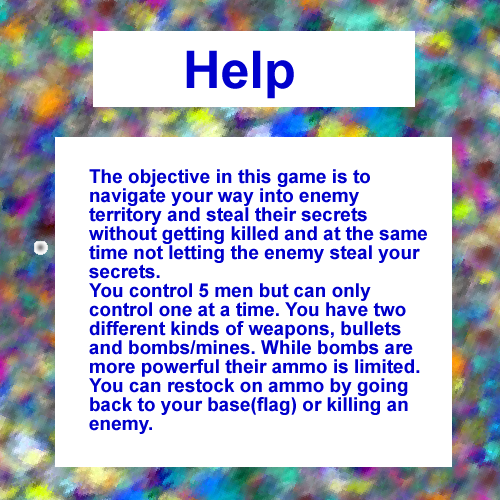 Help
The objective in this game is to
navigate your way into enemy
territory and steal their secrets
without getting killed and at the same
time not letting the enemy steal your
secrets.
You control 5 men but can only
control one at a time. You have two
different kinds of weapons, bullets
and bombs/mines. While bombs are
more powerful their ammo is limited.
You can restock on ammo by going
back to your base(flag) or killing an
enemy.